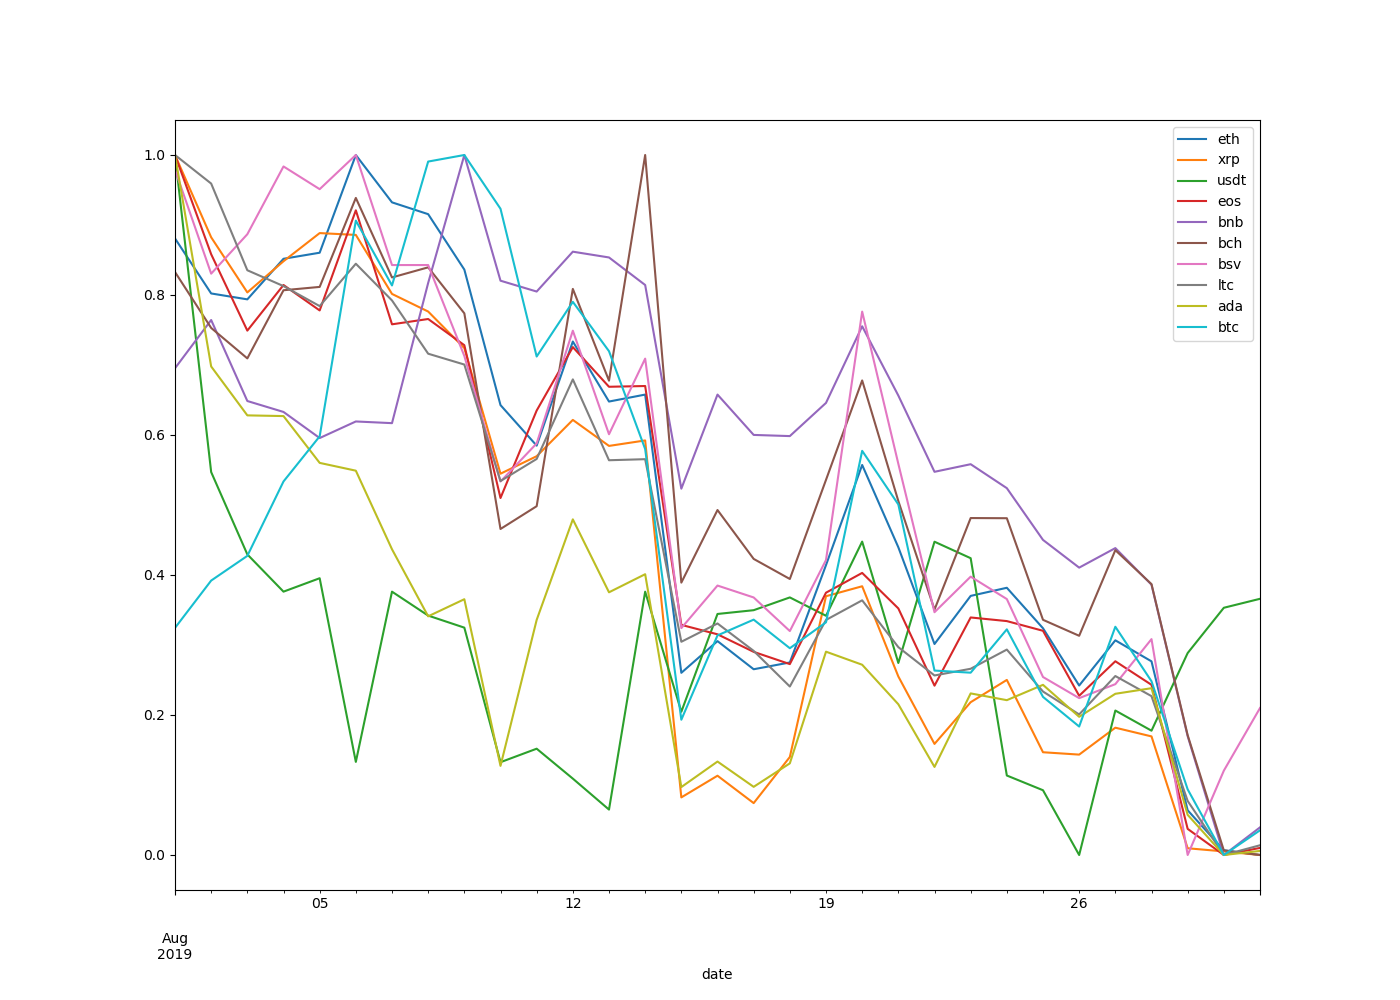 1.0
0.8
0.6
0.4
0.2
0.0
eth
xrp
usdt
eos
bnb
bch
bsv
ltc
ada
btc
05 12 19 26
Aug
2019
date